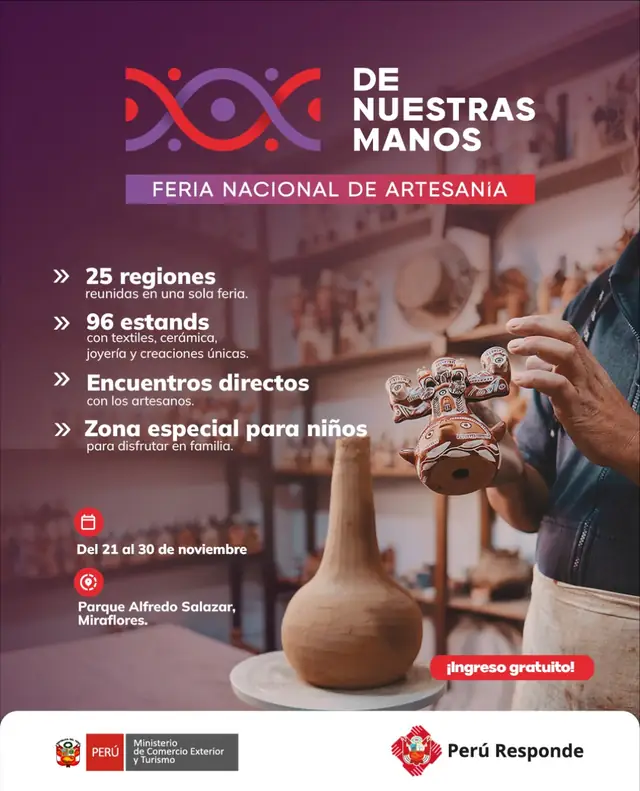 DE
NUESTRAS
MANOS
FERIA NACIONAL DE ARTESANíA
25 regiones
reunidas en una sola feria.
96 estands
con textiles, cerámica,
joyería y creaciones únicas.
Encuentros directos
con los artesanos.
Zona especial para niños
para disfrutar en familia.
Del 21 al 30 de noviembre
Parque Alfredo Salazar,
Miraflores.
¡Ingreso gratuito!
PERÚ
Ministerio
de Comercio Exterior
y Turismo
Perú Responde